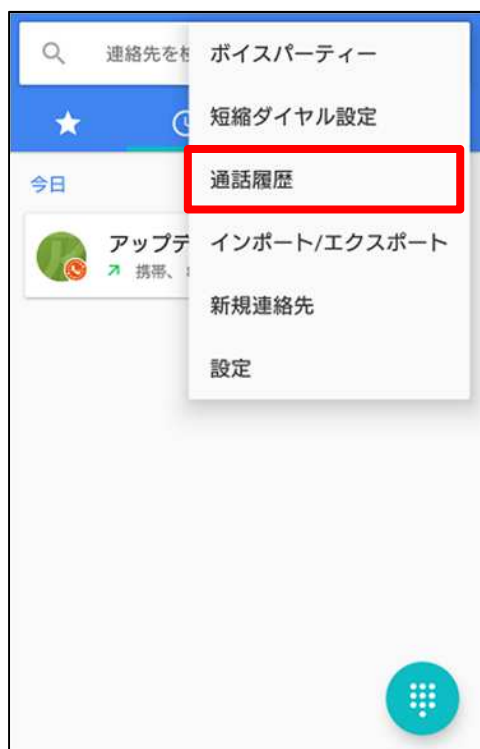 連絡先を
ボイスパーティー
短縮ダイヤル設定
通話履歴
今日
アップデ
インポート/エクスポート
携帯、
新規連絡先
設定